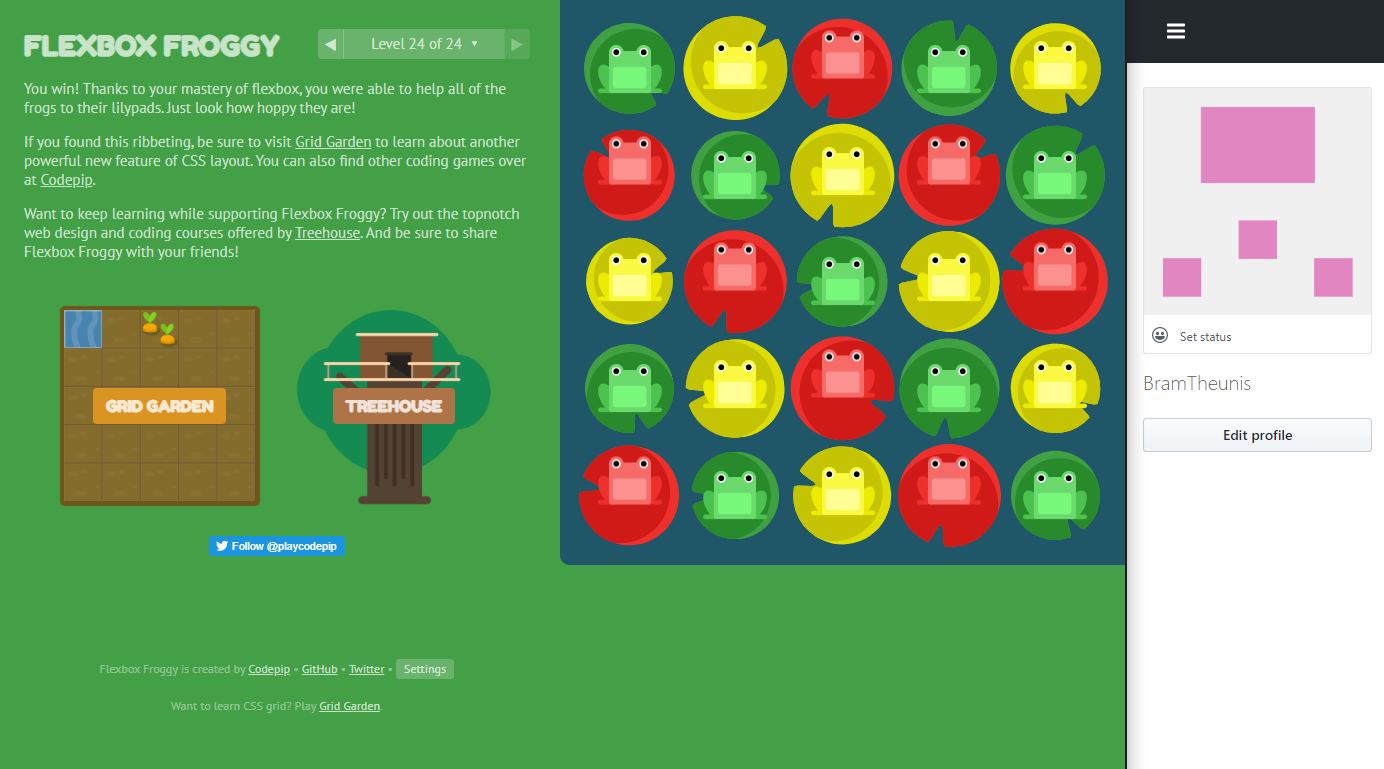 FLEXBOX FROGGY
Level 24 of 24
You win! Thanks to your mastery of flexbox, you were able to help all of the
frogs to their lilypads. Just look how hoppy they are!
If you found this ribbeting, be sure to visit Grid Garden to learn about another
powerful new feature of CSS layout. You can also find other coding games over
at Codepip.
Want to keep learning while supporting Flexbox Froggy? Try out the topnotch
web design and coding courses offered by Treehouse. And be sure to share
Flexbox Froggy with your friends!
GRID GARDEN
TREEHOUSE
Follow @playcodepip
Flexbox Froggy is created by Codepip • GitHub • Twitter • Settings
Want to learn CSS grid? Play Grid Garden.
Set status
BramTheunis
Edit profile